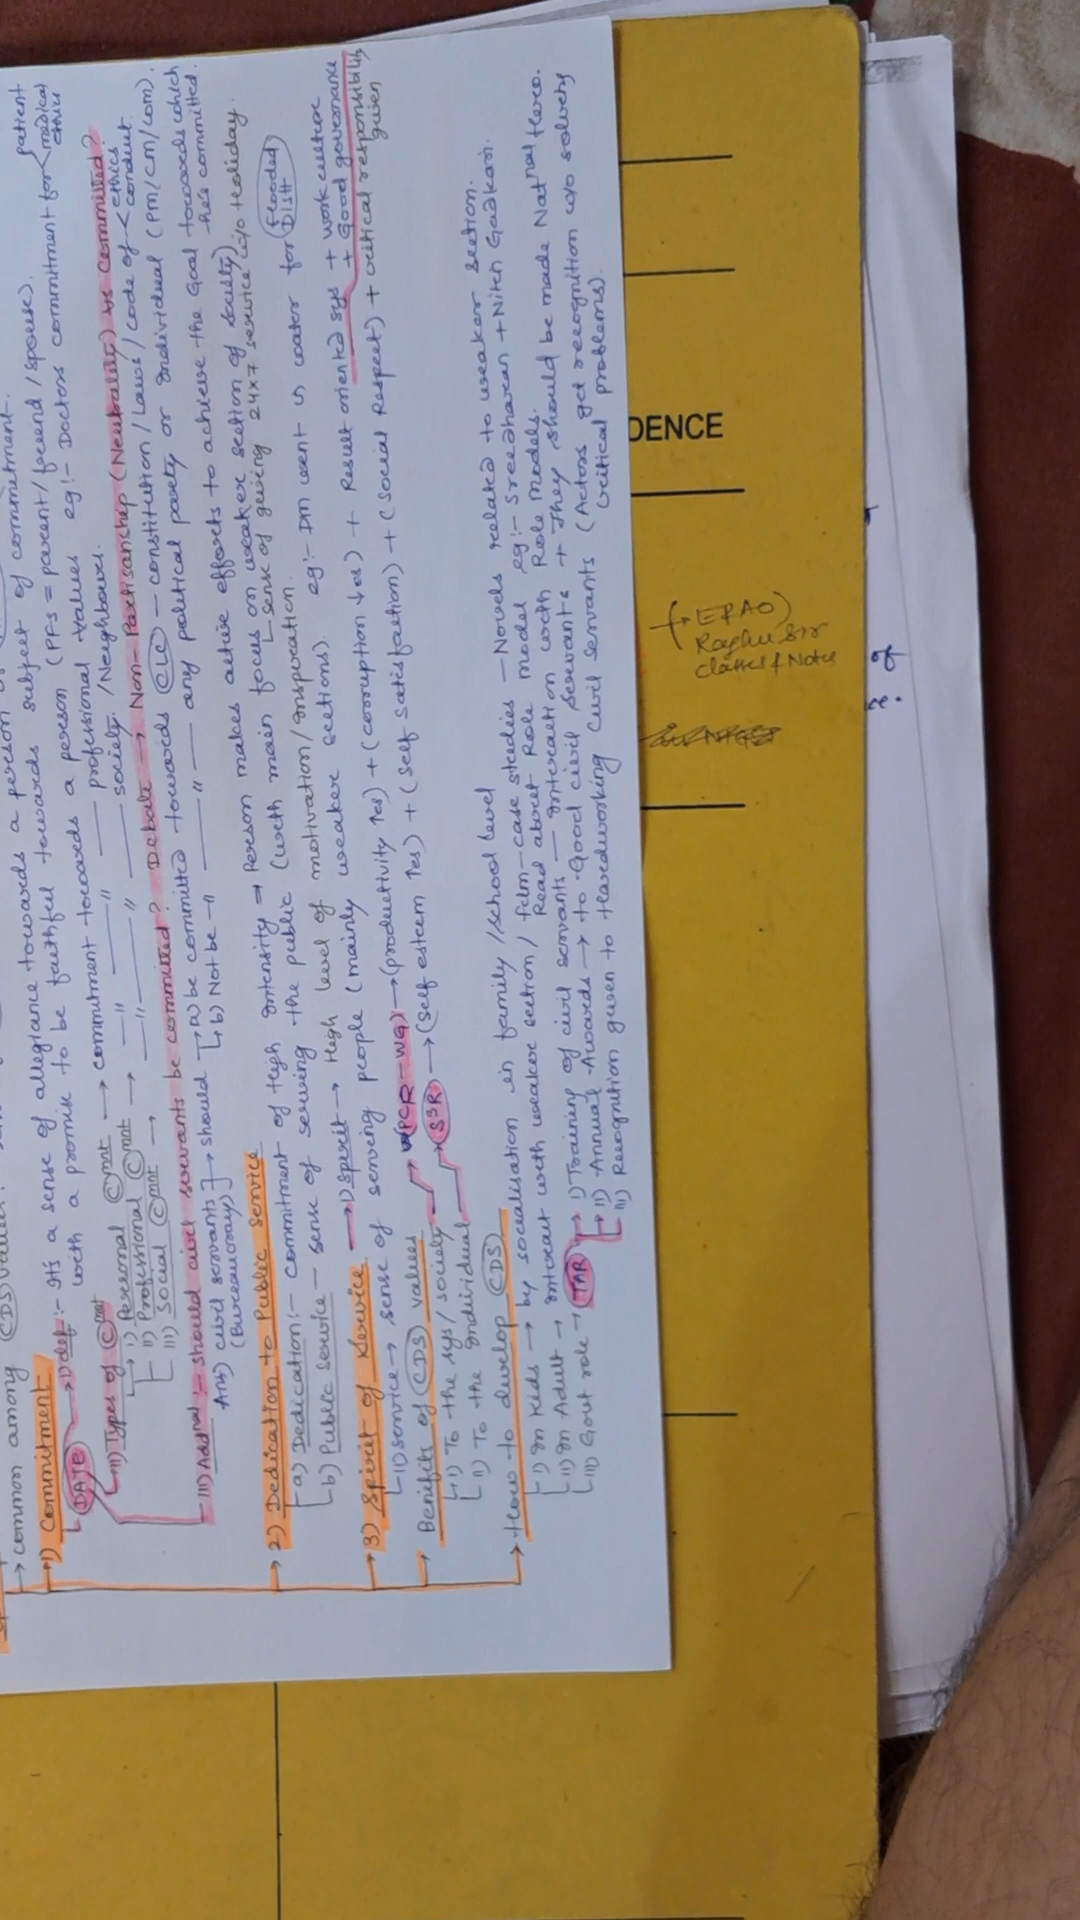 → common among (CDS) values.
→ 1) Commitment
↳ (DATE) → i) def :- It's a sense of allegiance towards a person or subject of commitment.
with a promise to be faithful towards a person (PFS = parent/friend/spouse).
ii) Types of (C)mnt
→ i) Personal (C)mnt → commitment towards a person (PFS = parent/friend/spouse).
ii) Professional (C)mnt → —〃—〃— professional values eg :- Doctors commitment for < patient medical ethics
iii) Social (C)mnt → —〃— society. /Neighbour.
→ iii) Addnal :- should civil servants be committed? Debate → Non-Partisanship (Neutrality) vs Committed?
Ans) civil servants (Bureaucracy) ] → should → a) be committed towards (CLC) — constitution / Laws / code of < ethics conduct.
↳ b) Not be —〃— —〃— any political party or individual (PM/CM/Com).
→ 2) Dedication to Public Service
a) Dedication :- commitment of high intensity ⇒ Person makes active efforts to achieve the Goal towards which he's committed.
b) Public Service — sense of serving the public (with main focus on weaker section of society)
↳ sense of giving 24x7 service w/o Holiday.
→ 3) Spirit of Service → i) Spirit → High level of motivation/inspiration.
ii) Service → sense of serving people (mainly weaker sections). eg :- DM went in water for (flooded Distt)
→ Benifits of (CDS) values
i) To the sys/society → (PCR-WG) → (productivity ↑es) + (corruption ↓es) + Result oriented sys + work culture + Good governance
ii) To the individual → (S3R) → (self esteem ↑es) + (self satisfaction) + (social Respect) + critical responsibility given
→ How to develop (CDS)
i) In Kids → by socialisation in family /school level — Novels related to weaker section.
ii) In Adult → interact with weaker section / film-case studies Read about Role model eg :- Sreedharan + Nitin Gadkari.
iii) Govt role → (TAR) → i) Training of civil servants — interaction with Role Models.
ii) Annual Awards → to Good civil servants + They should be made Natnal Hero.
iii) Recognition given to Hardworking civil servants (Actors get recognition w/o solving critical problems).
DENCE
EPAO)
Raghu Sir
classes & Notes